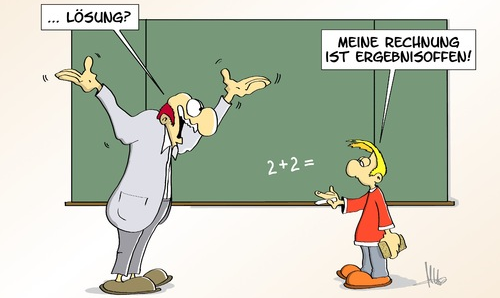 ... LÖSUNG?
MEINE RECHNUNG
IST ERGEBNISOFFEN!
2+2=